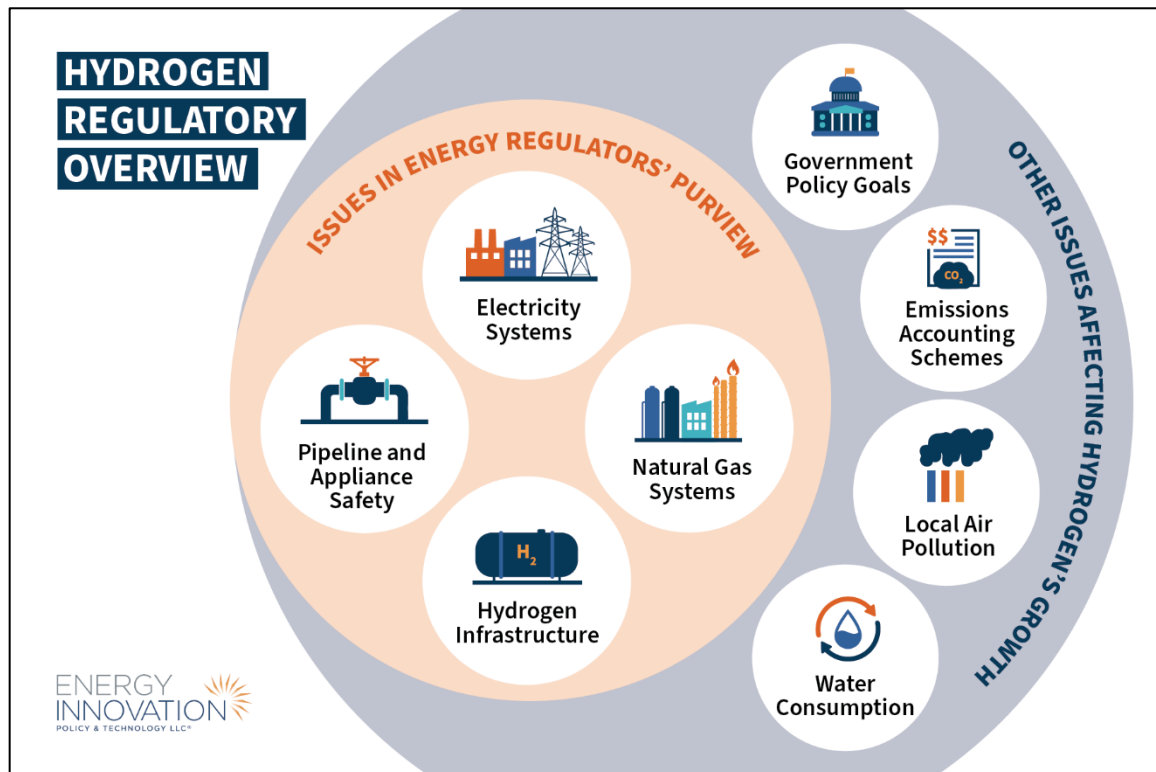 HYDROGEN
REGULATORY
OVERVIEW
ISSUES IN ENERGY REGULATORS' PURVIEW
Electricity
Systems
Pipeline and
Appliance
Safety
Natural Gas
Systems
H2
Hydrogen
Infrastructure
OTHER ISSUES AFFECTING HYDROGEN'S GROWTH
Government
Policy Goals
$$
CO2
Emissions
Accounting
Schemes
Local Air
Pollution
Water
Consumption
ENERGY
INNOVATION
POLICY & TECHNOLOGY LLC®